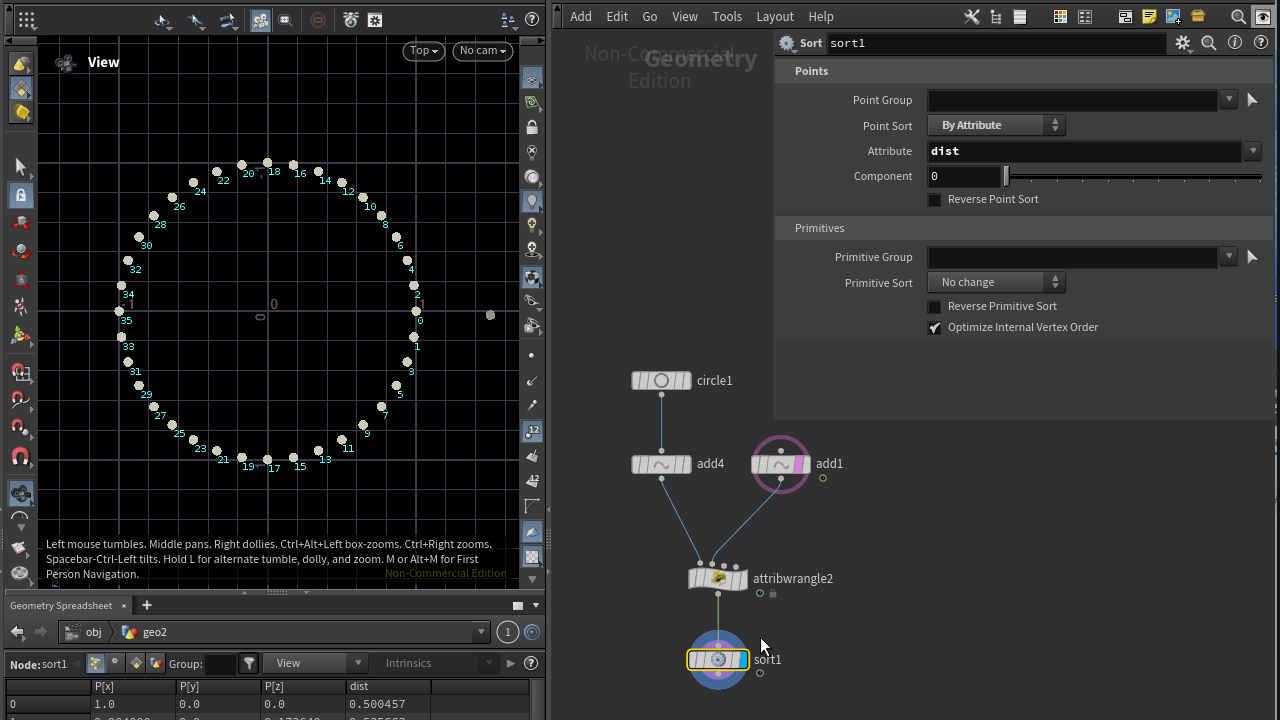 Add Edit Go View Tools Layout Help
View
Top
No cam
Non-Commercial
Edition
Geometry
Sort sort1
Points
Point Group
Point Sort By Attribute
Attribute dist
Component 0
Reverse Point Sort
Primitives
Primitive Group
Primitive Sort No change
Reverse Primitive Sort
Optimize Internal Vertex Order
24 22 20 18 16 14
26 12
28 10
30 8
32 6
34 4
-1 2
0 1
35 0
33 1
31 3
29 5
27 7
25 9
23 11
21 19 17 15 13
circle1
add4
add1
attribwrangle2
sort1
Left mouse tumbles. Middle pans. Right dollies. Ctrl+Alt+Left box-zooms. Ctrl+Right zooms.
Spacebar-Ctrl-Left tilts. Hold L for alternate tumble, dolly, and zoom. M or Alt+M for First
Person Navigation.
Non-Commercial Edition
Geometry Spreadsheet × +
obj geo2 1
Node: sort1 Group: View Intrinsics
P[x] P[y] P[z] dist
0 1.0 0.0 0.0 0.500457